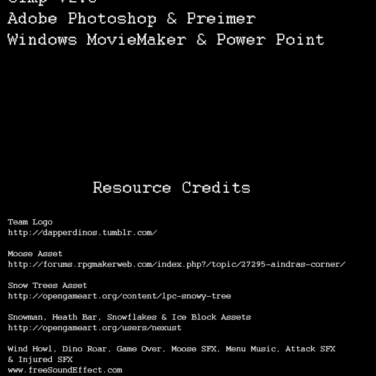 Adobe Photoshop & Preimer
Windows MovieMaker & Power Point
Resource Credits
Team Logo
http://dapperdinos.tumblr.com/
Moose Asset
http://forums.rpgmakerweb.com/index.php?/topic/27295-aindras-corner/
Snow Trees Asset
http://opengameart.org/content/lpc-snowy-tree
Snowman, Heath Bar, Snowflakes & Ice Block Assets
http://opengameart.org/users/nexust
Wind Howl, Dino Roar, Game Over, Moose SFX, Menu Music, Attack SFX
& Injured SFX
www.freeSoundEffect.com